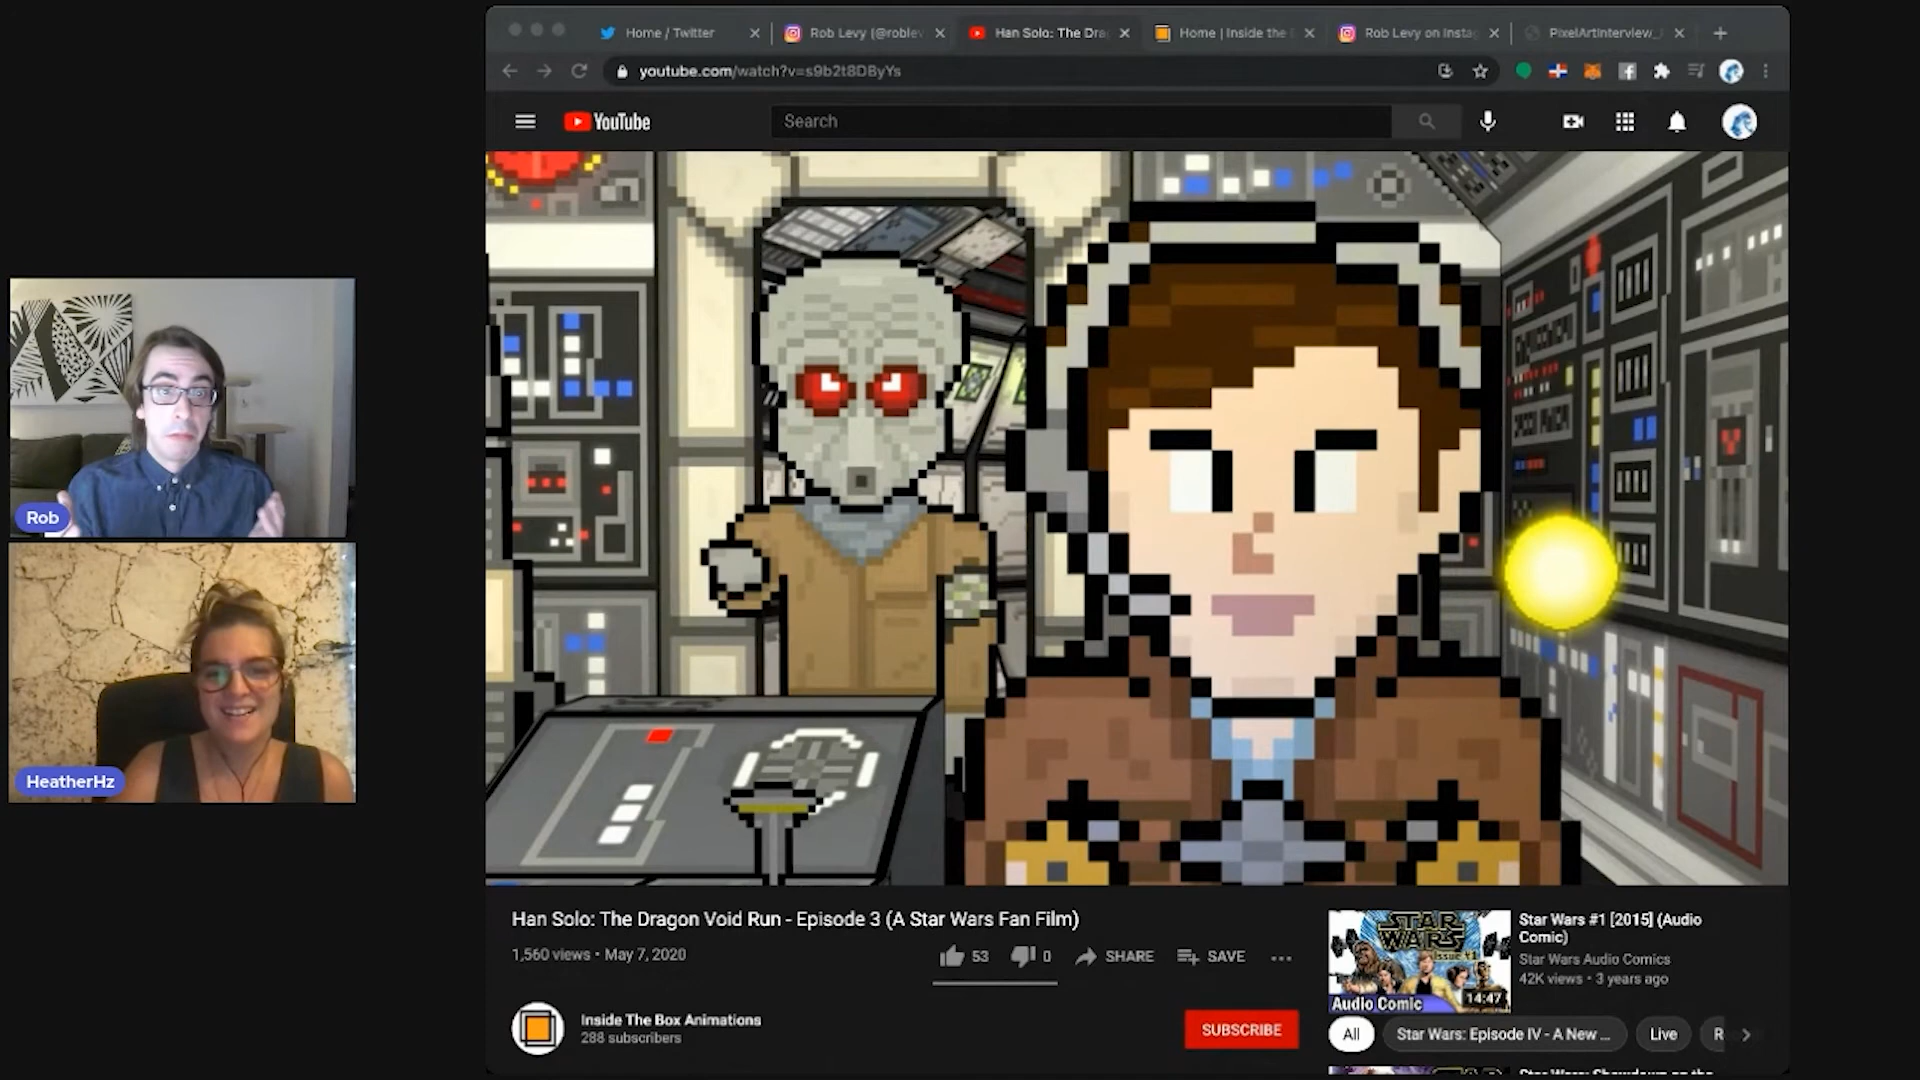 Home / Twitter
Rob Levy (@roblev
Han Solo: The Dra
Home | Inside the
Rob Levy on Insta
PixelArtInterview_
youtube.com/watch?v=s9b2t8DByYs
YouTube
Search
Rob
HeatherHz
Han Solo: The Dragon Void Run - Episode 3 (A Star Wars Fan Film)
1,560 views • May 7, 2020
53
0
SHARE
SAVE
Inside The Box Animations
288 subscribers
SUBSCRIBE
STAR WARS
Issue #1
Audio Comic
14:47
Star Wars #1 [2015] (Audio
Comic)
Star Wars Audio Comics
42K views • 3 years ago
All
Star Wars: Episode IV - A New ...
Live
R